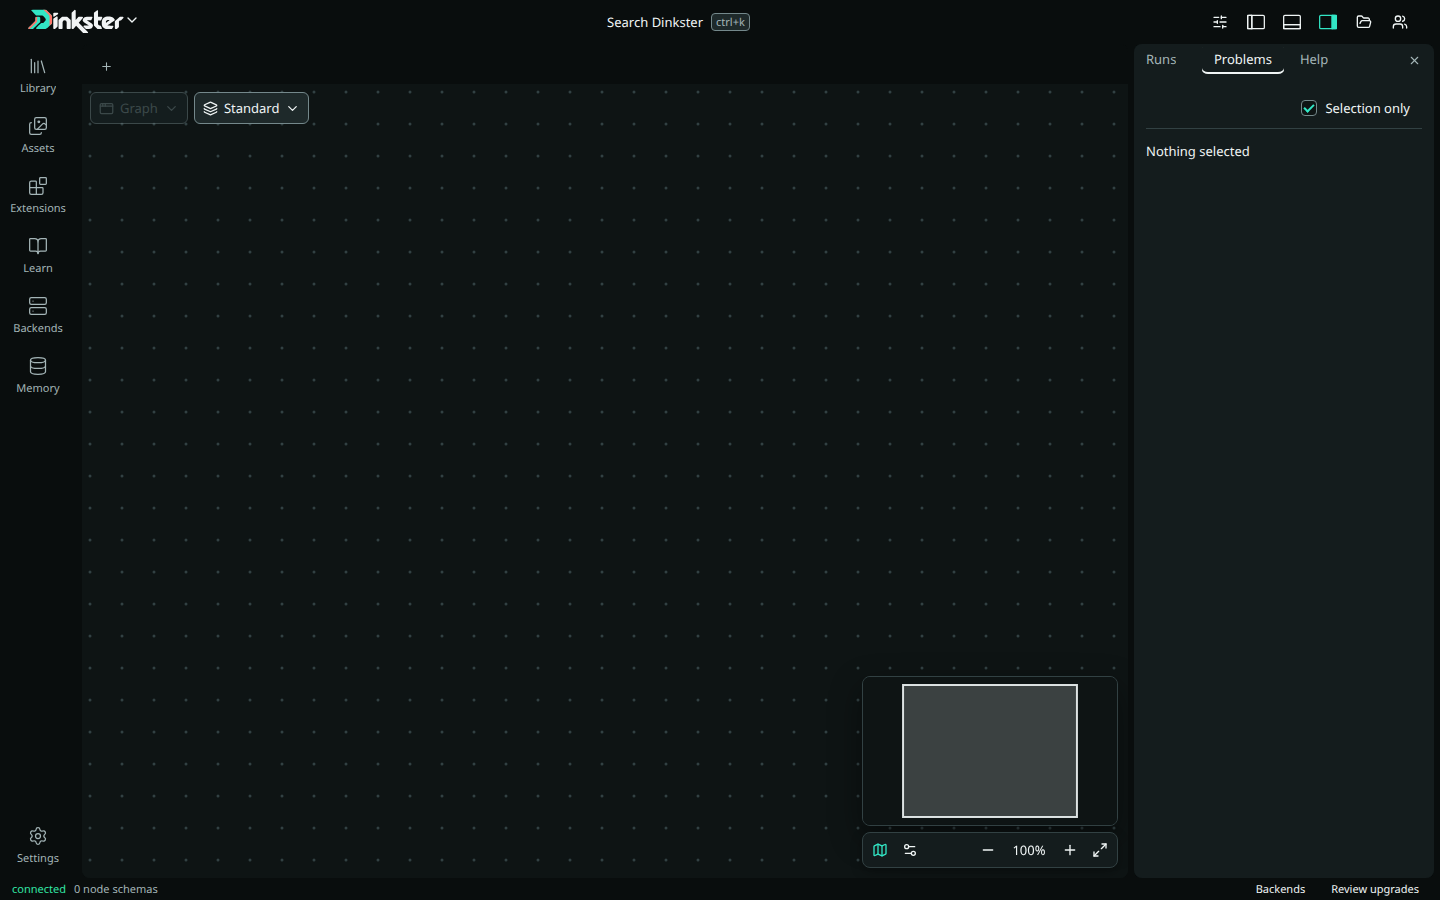 Dinkster
Search Dinkster ctrl+k
Library
Assets
Extensions
Learn
Backends
Memory
Settings
Graph
Standard
100%
Runs
Problems
Help
Selection only
Nothing selected
connected
0 node schemas
Backends
Review upgrades